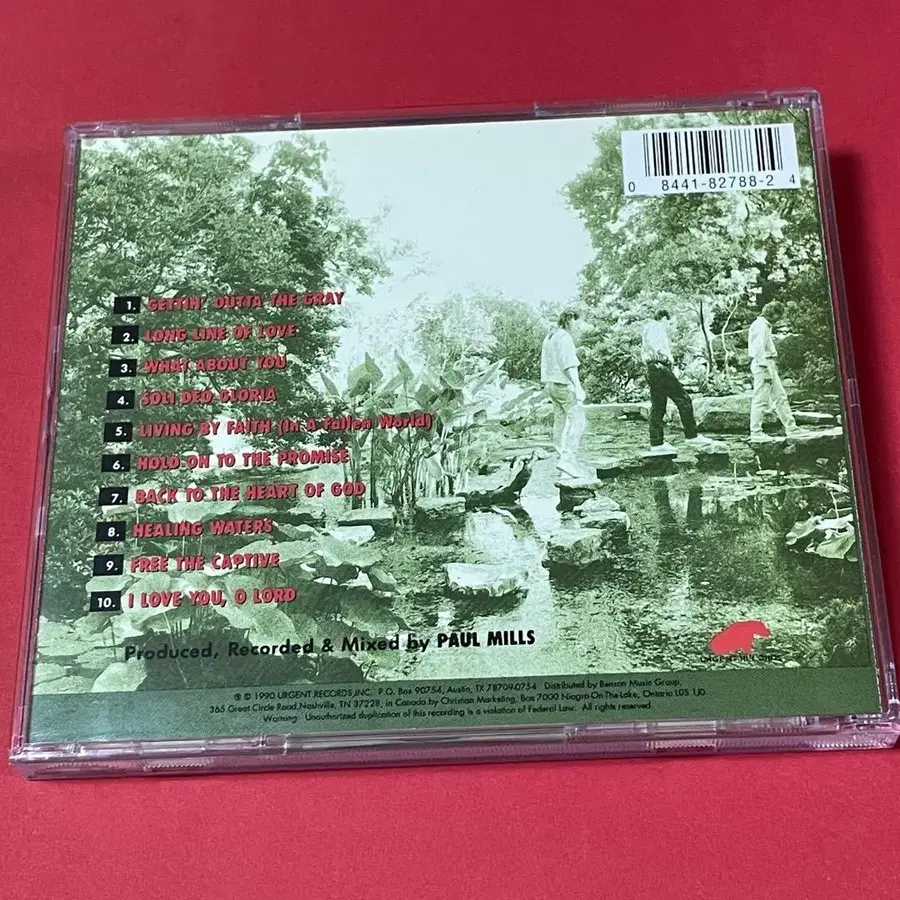 0 8441-82788-2 4
1. GETTIN' OUTTA THE GRAY
2. LONG LINE OF LOVE
3. WHAT ABOUT YOU
4. SOLI DEO GLORIA
5. LIVING BY FAITH (In A Fallen World)
6. HOLD ON TO THE PROMISE
7. BACK TO THE HEART OF GOD
8. HEALING WATERS
9. FREE THE CAPTIVE
10. I LOVE YOU, O LORD
Produced, Recorded & Mixed by PAUL MILLS
URGENT RECORDS
℗ © 1990 URGENT RECORDS INC. P.O. Box 90754, Austin, TX 78709-0754 Distributed by Benson Music Group,
365 Great Circle Road, Nashville, TN 37228, in Canada by Christian Marketing, Box 7000 Niagra-On-The-Lake, Ontario L0S 1J0
Warning: Unauthorized duplication of this recording is a violation of Federal Law. All rights reserved.